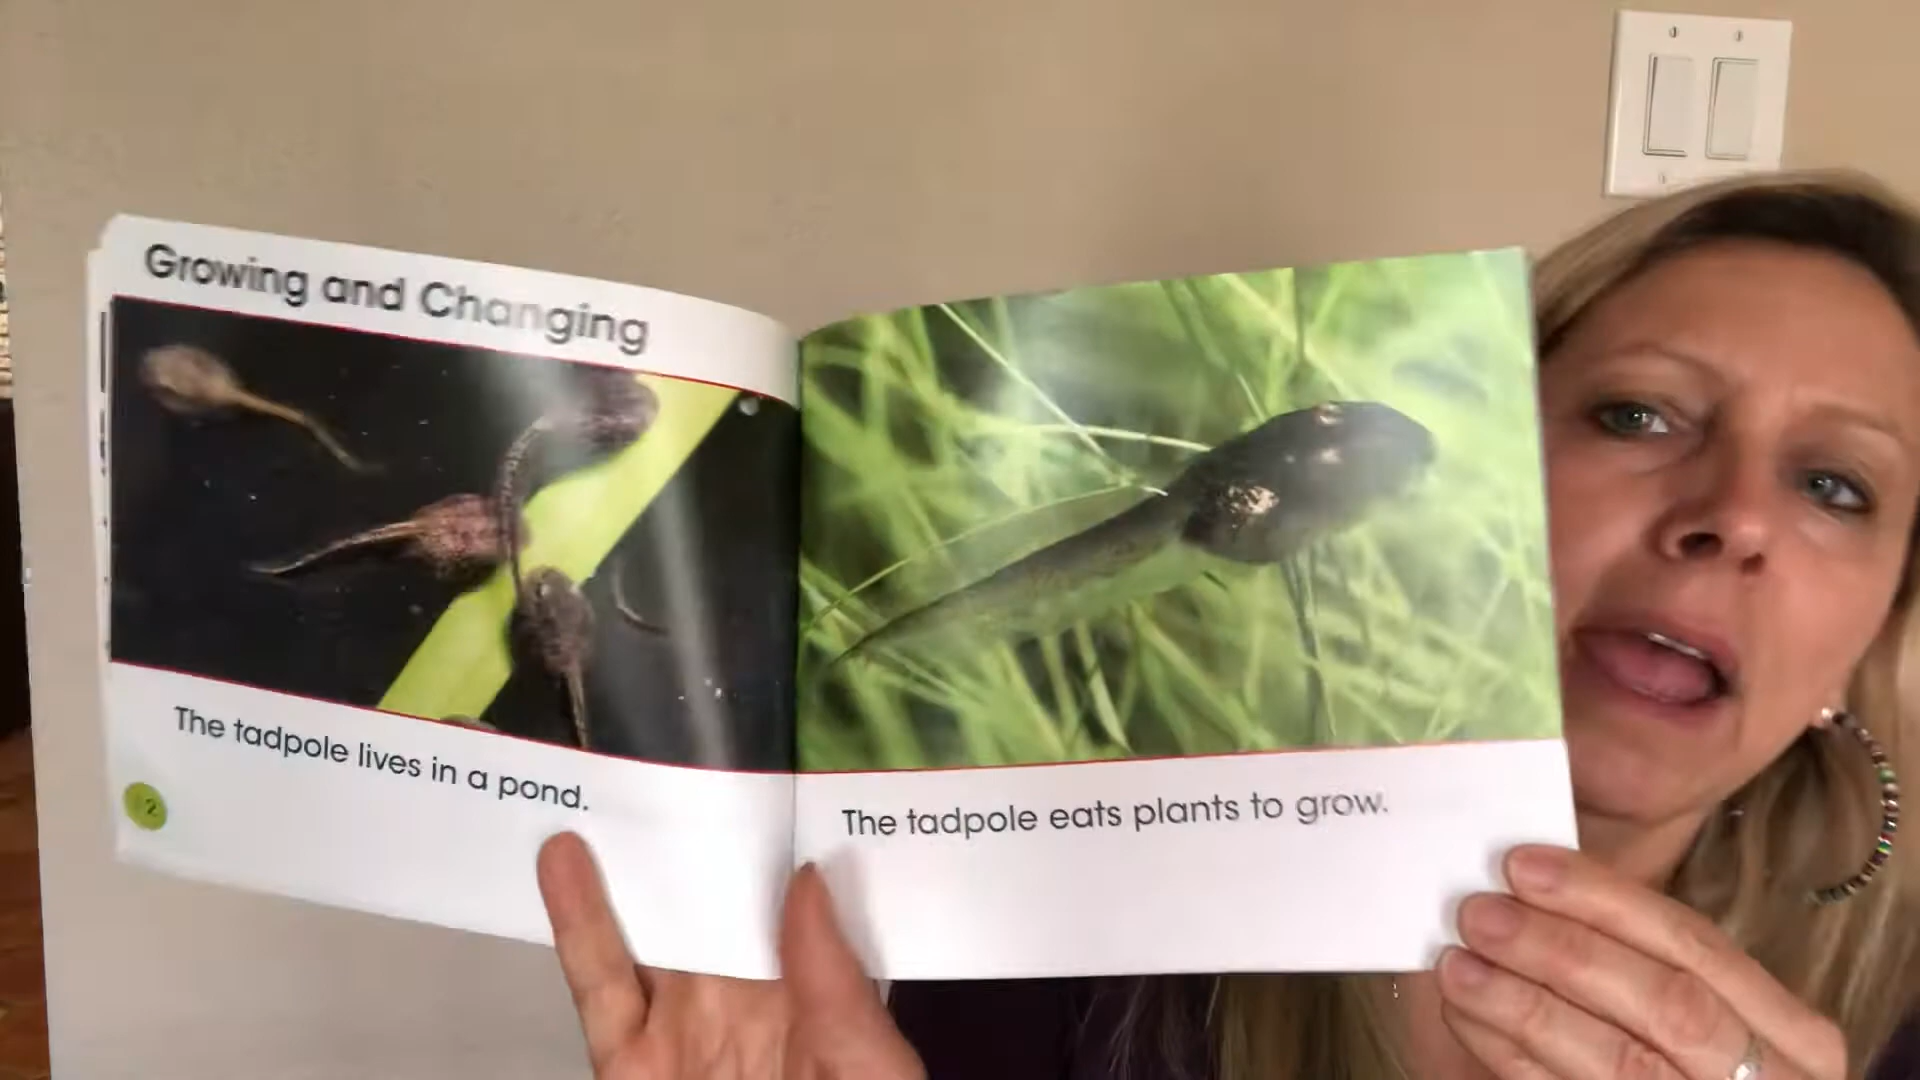 Growing and Changing
The tadpole lives in a pond.
2
The tadpole eats plants to grow.